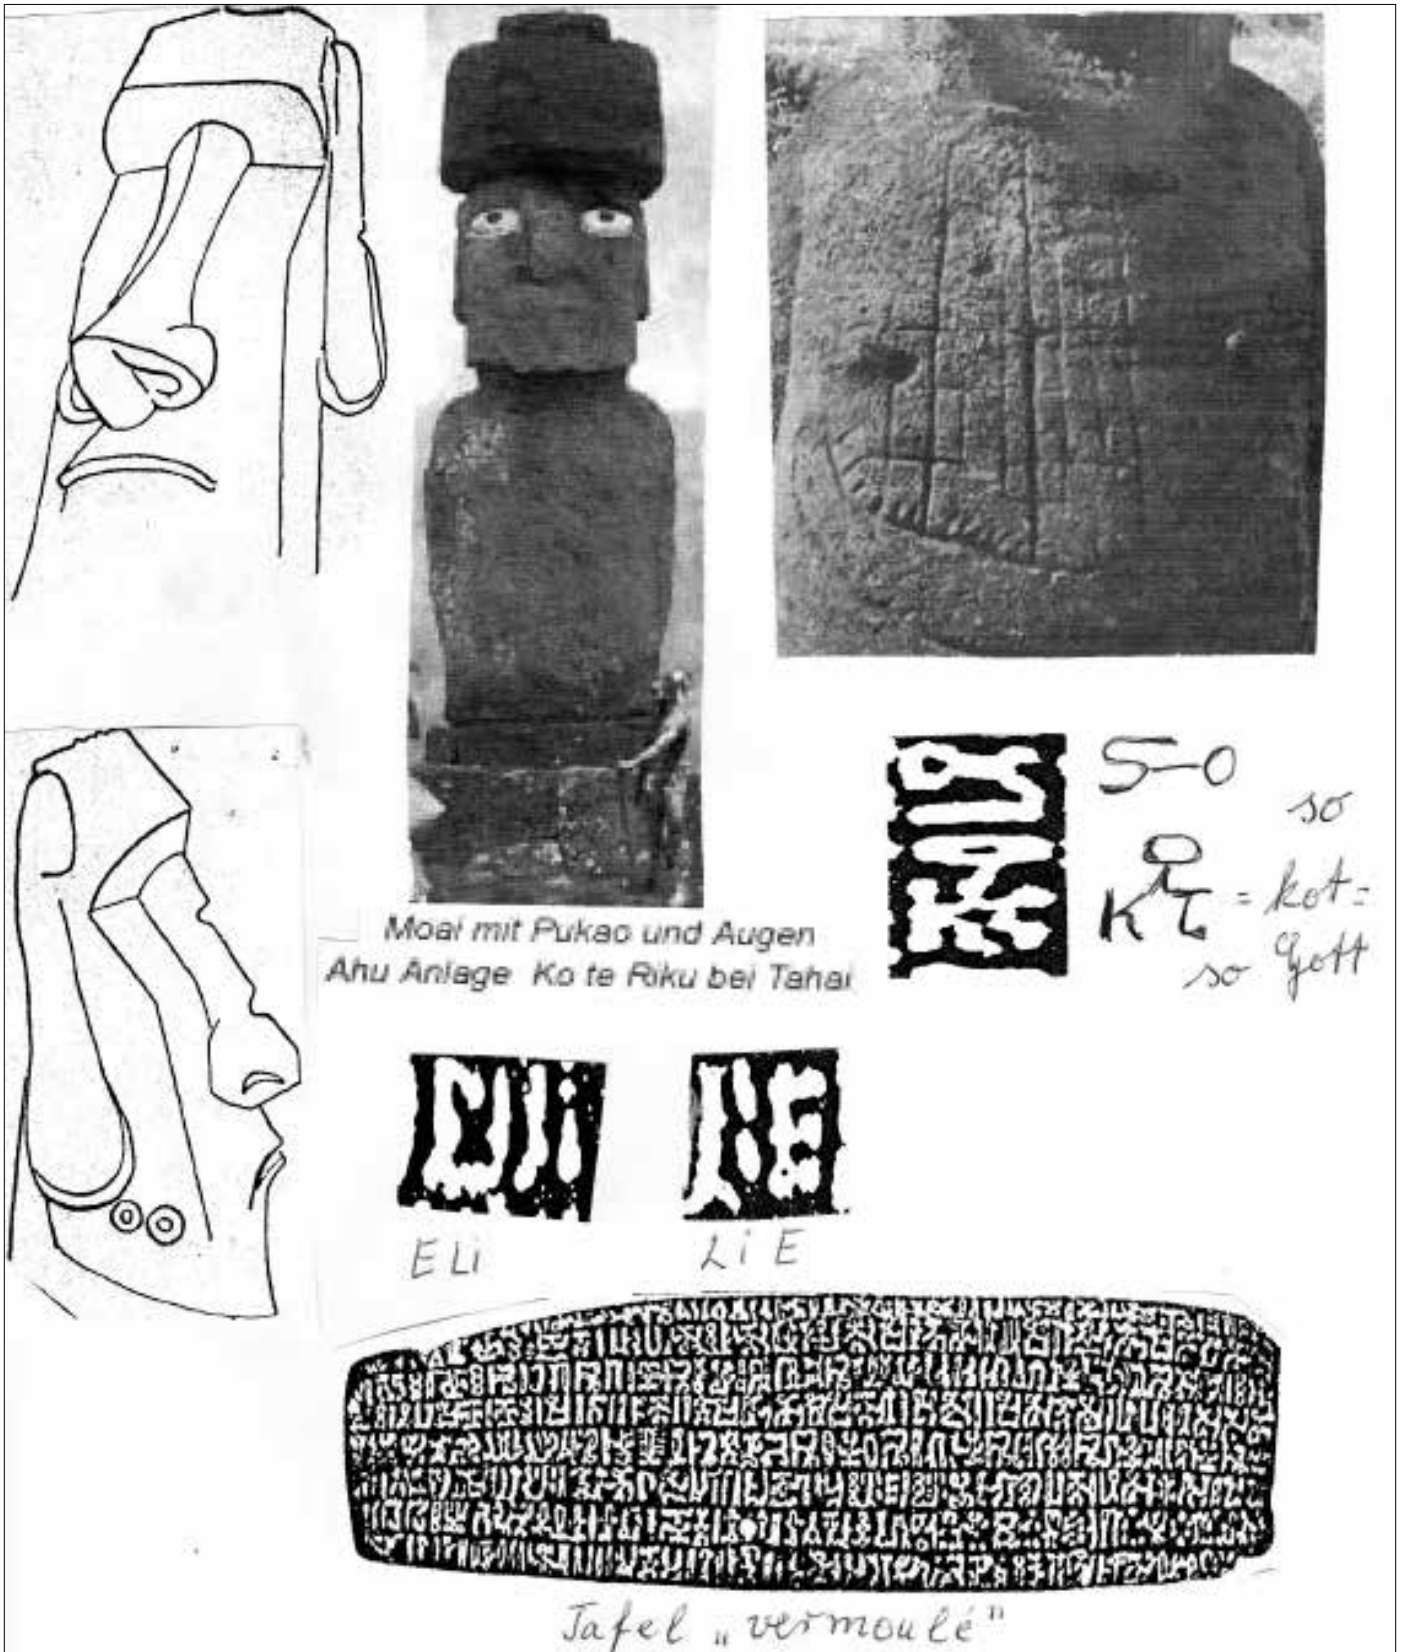 Moai mit Pukao und Augen
Ahu Anlage Ko te Riku bei Tahai
S-O
so
KiT = kot =
so Gott
E Li
Li E
Tafel „vermoulé"